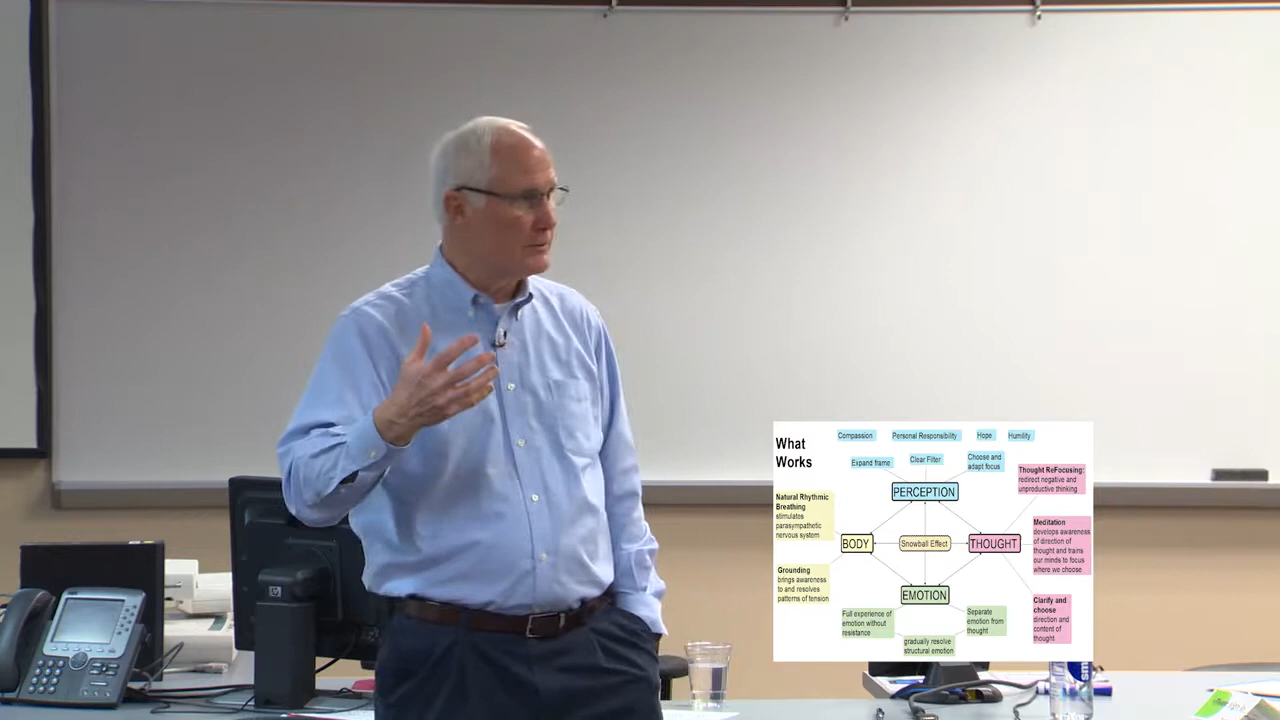 What
Works
Compassion
Personal Responsibility
Hope
Humility
Expand frame
Clear Filter
Choose and
adapt focus
PERCEPTION
Thought ReFocusing:
redirect negative and
unproductive thinking
Natural Rhythmic
Breathing
stimulates
parasympathetic
nervous system
BODY
Snowball Effect
THOUGHT
Meditation
develops awareness
of direction of
thought and trains
our minds to focus
where we choose
Grounding
brings awareness
to and resolves
patterns of tension
EMOTION
Full experience of
emotion without
resistance
gradually resolve
structural emotion
Separate
emotion from
thought
Clarify and
choose
direction and
content of
thought
hp